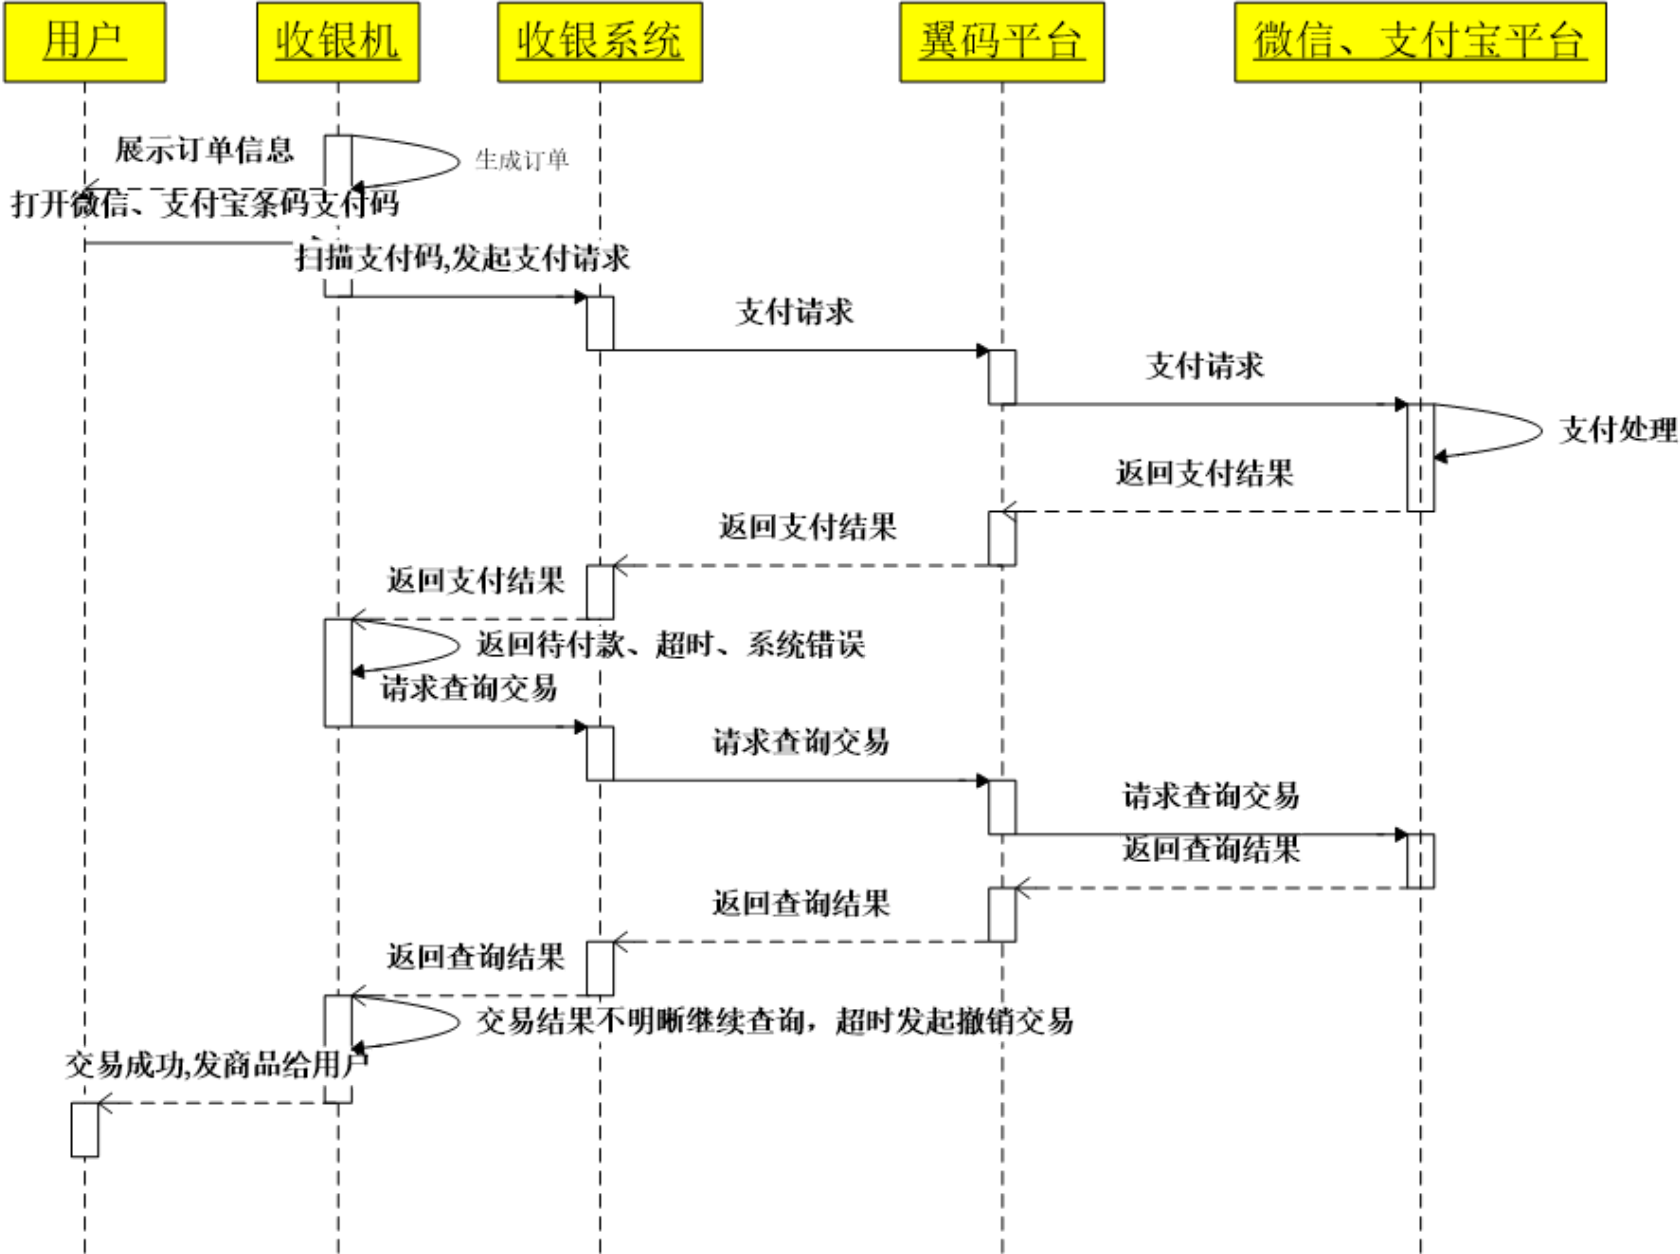 用户
收银机
收银系统
翼码平台
微信、支付宝平台
展示订单信息
生成订单
打开微信、支付宝条码支付码
扫描支付码,发起支付请求
支付请求
支付请求
支付处理
返回支付结果
返回支付结果
返回支付结果
返回待付款、超时、系统错误
请求查询交易
请求查询交易
请求查询交易
返回查询结果
返回查询结果
返回查询结果
交易结果不明晰继续查询，超时发起撤销交易
交易成功,发商品给用户